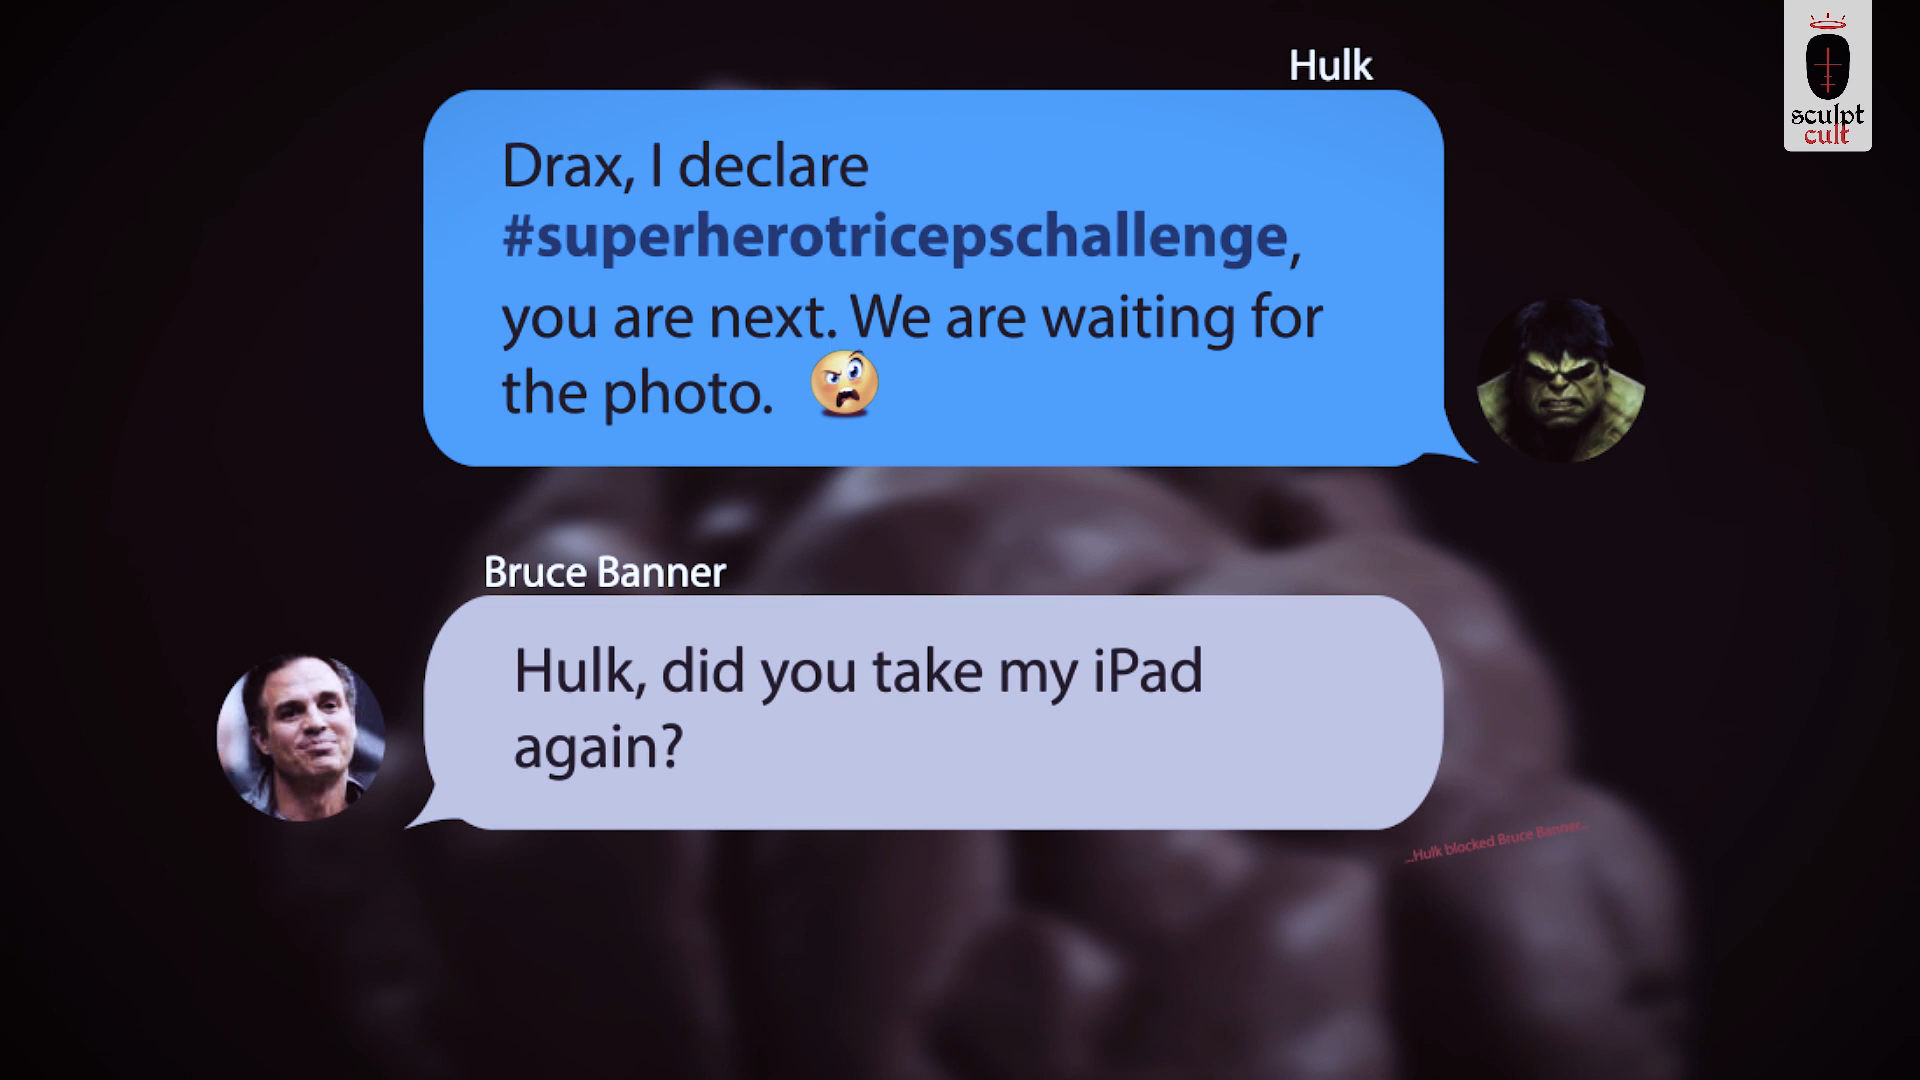 Hulk
Drax, I declare
#superherotricepschallenge,
you are next. We are waiting for
the photo.
Bruce Banner
Hulk, did you take my iPad
again?
...Hulk blocked Bruce Banner...
sculpt
cult